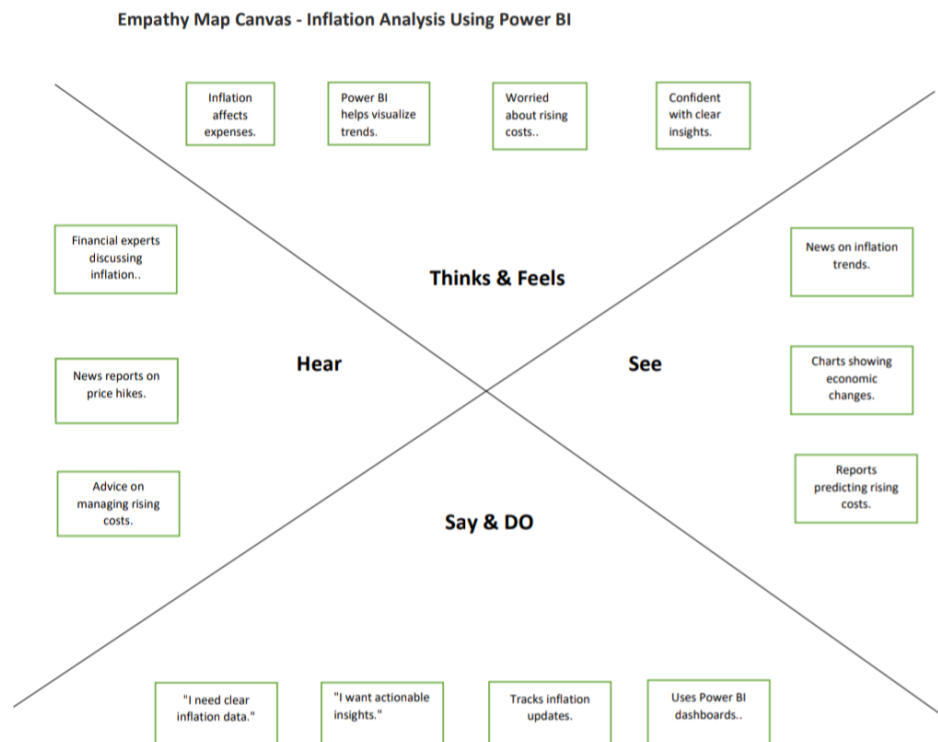 Empathy Map Canvas - Inflation Analysis Using Power BI
Inflation
affects
expenses.
Power BI
helps visualize
trends.
Worried
about rising
costs..
Confident
with clear
insights.
Financial experts
discussing
inflation..
News on inflation
trends.
Thinks & Feels
Hear
See
News reports on
price hikes.
Charts showing
economic
changes.
Advice on
managing rising
costs.
Reports
predicting rising
costs.
Say & DO
"I need clear
inflation data."
"I want actionable
insights."
Tracks inflation
updates.
Uses Power BI
dashboards..